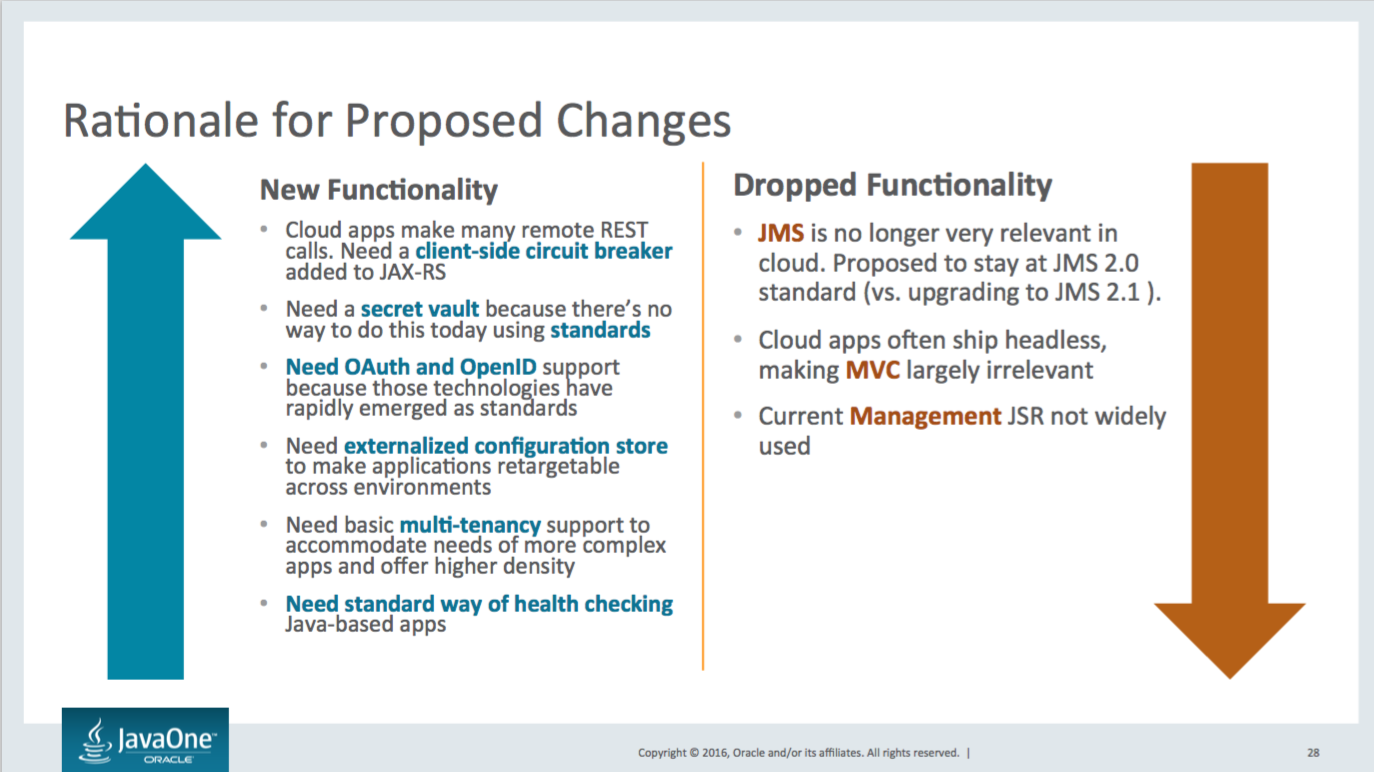 Rationale for Proposed Changes
New Functionality
• Cloud apps make many remote REST
calls. Need a client-side circuit breaker
added to JAX-RS
• Need a secret vault because there's no
way to do this today using standards
• Need OAuth and OpenID support
because those technologies have
rapidly emerged as standards
• Need externalized configuration store
to make applications retargetable
across environments
• Need basic multi-tenancy support to
accommodate needs of more complex
apps and offer higher density
• Need standard way of health checking
Java-based apps
Dropped Functionality
• JMS is no longer very relevant in
cloud. Proposed to stay at JMS 2.0
standard (vs. upgrading to JMS 2.1 ).
• Cloud apps often ship headless,
making MVC largely irrelevant
• Current Management JSR not widely
used
JavaOne™
ORACLE
Copyright © 2016, Oracle and/or its affiliates. All rights reserved. |
28